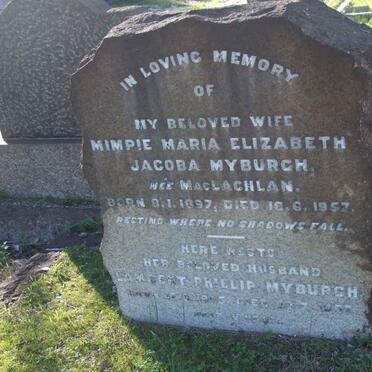 IN LOVING MEMORY
OF
MY BELOVED WIFE
MIMPIE MARIA ELIZABETH
JACOBA MYBURGH,
NÉE MACLACHLAN.
BORN 8.1.1897, DIED 16.6.1957.
RESTING WHERE NO SHADOWS FALL.
HERE RESTS
HER BELOVED HUSBAND
PHILLIP MYBURGH